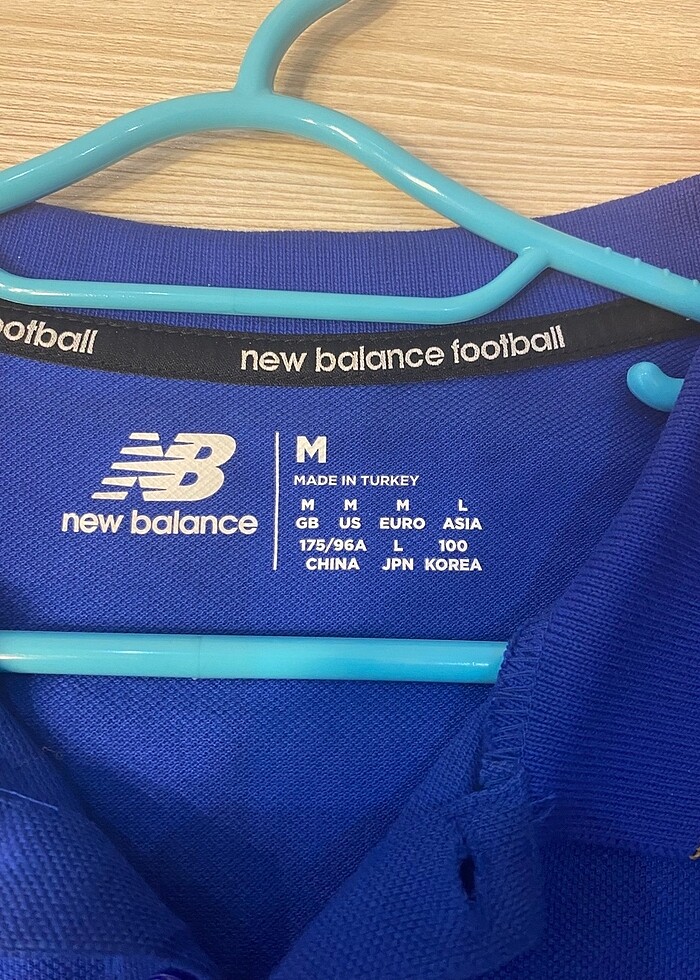 ootball
new balance football
NB
new balance
M
MADE IN TURKEY
M M M L
GB US EURO ASIA
175/96A L 100
CHINA JPN KOREA